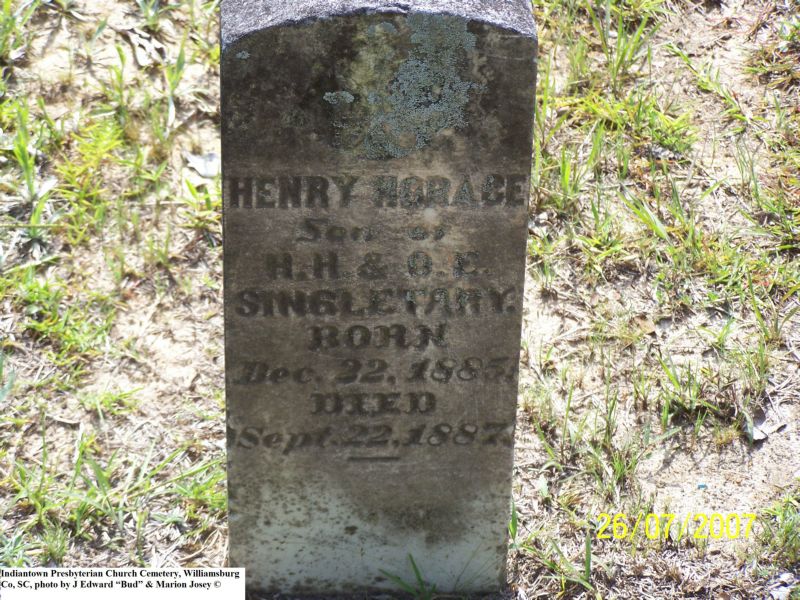 HENRY HORACE
Son of
H.H. & O.E.
SINGLETARY.
BORN
Dec. 22, 1885.
DIED
Sept. 22, 1887.
26/07/2007
Indiantown Presbyterian Church Cemetery, Williamsburg
Co, SC, photo by J Edward “Bud” & Marion Josey ©